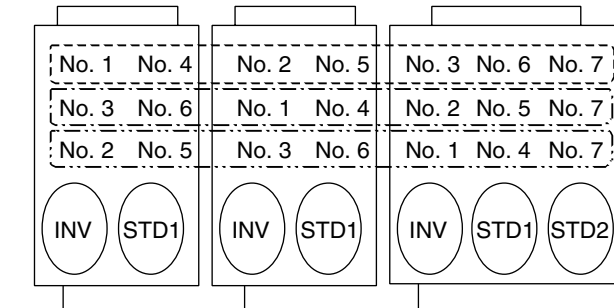 No. 1 No. 4 No. 2 No. 5 No. 3 No. 6 No. 7
No. 3 No. 6 No. 1 No. 4 No. 2 No. 5 No. 7
No. 2 No. 5 No. 3 No. 6 No. 1 No. 4 No. 7
INV STD1 INV STD1 INV STD1 STD2